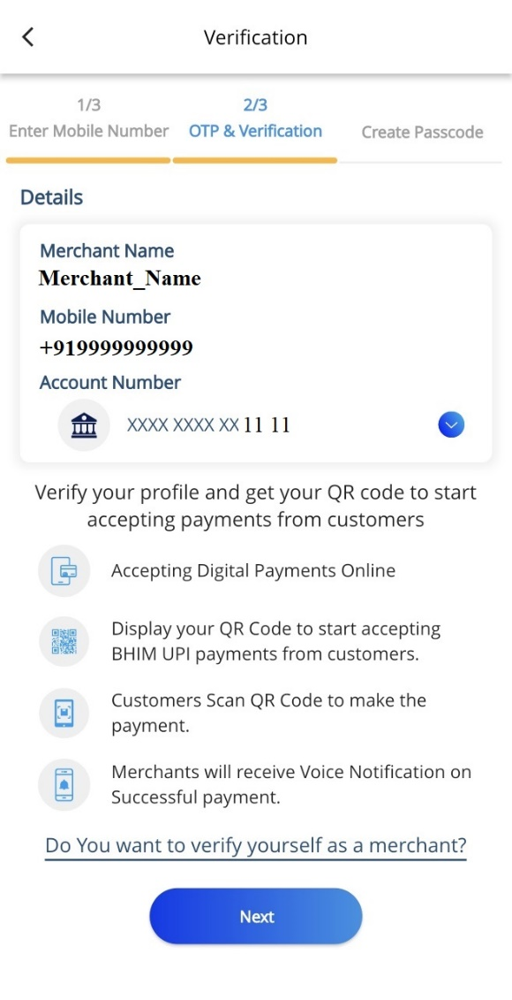 Verification
1/3
Enter Mobile Number
2/3
OTP & Verification
Create Passcode
Details
Merchant Name
Merchant_Name
Mobile Number
+919999999999
Account Number
XXXX XXXX XX 11 11
Verify your profile and get your QR code to start
accepting payments from customers
Accepting Digital Payments Online
Display your QR Code to start accepting
BHIM UPI payments from customers.
Customers Scan QR Code to make the
payment.
Merchants will receive Voice Notification on
Successful payment.
Do You want to verify yourself as a merchant?
Next